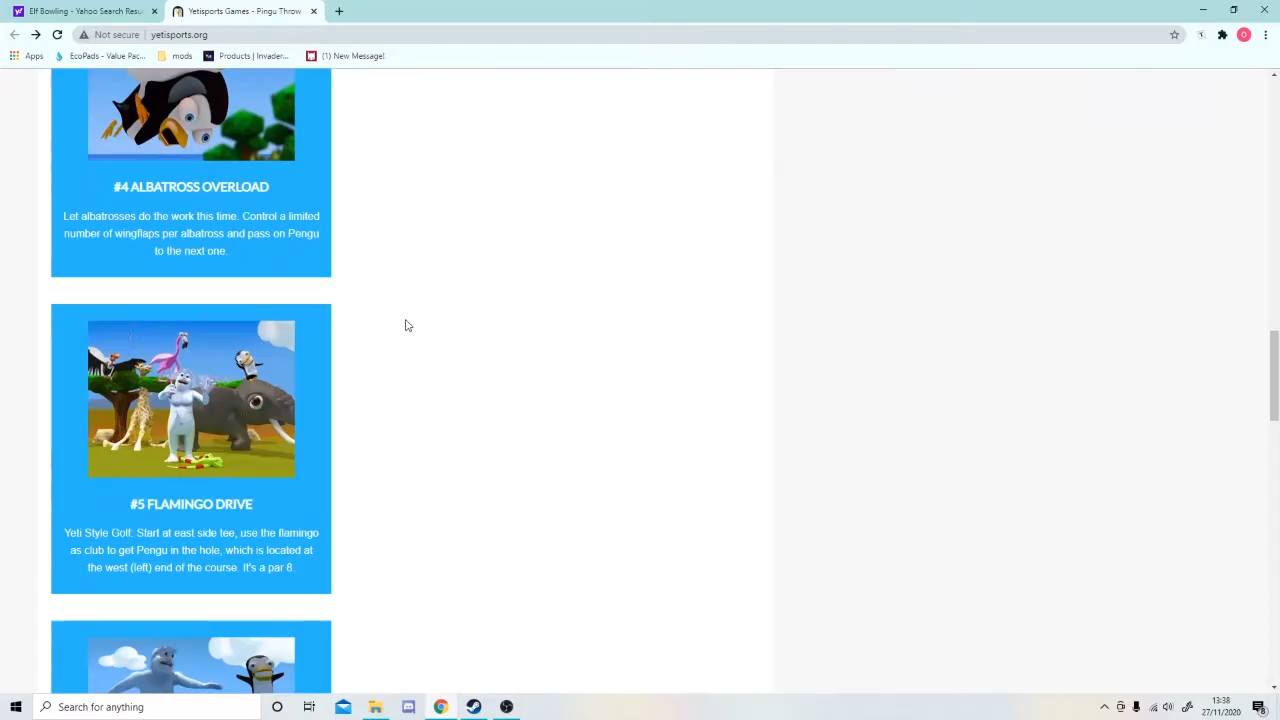 Elf Bowling - Yahoo Search Resu
Yetisports Games - Pingu Throw
Not secure
yetisports.org
Apps
EcoPads - Value Pac...
mods
Products | Invader...
(1) New Message!
#4 ALBATROSS OVERLOAD
Let albatrosses do the work this time. Control a limited
number of wingflaps per albatross and pass on Pengu
to the next one.
#5 FLAMINGO DRIVE
Yeti Style Golf: Start at east side tee, use the flamingo
as club to get Pengu in the hole, which is located at
the west (left) end of the course. It's a par 8.
Search for anything
13:38
27/11/2020